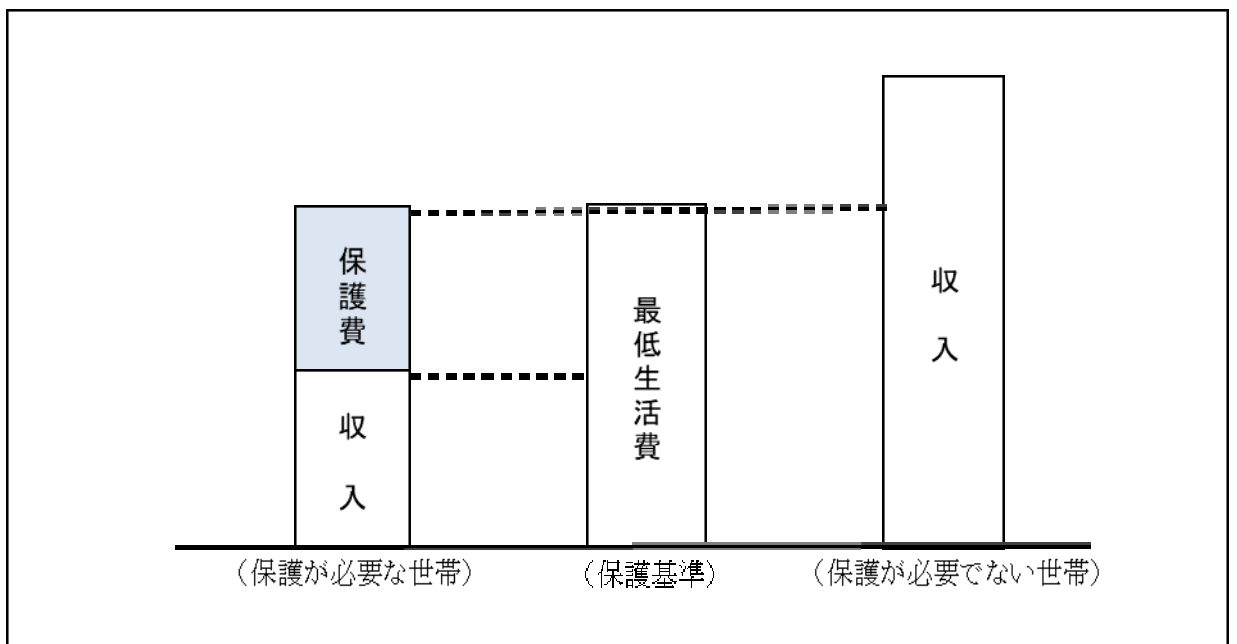 保護費
収入
最低生活費
収入
（保護が必要な世帯）
（保護基準）
（保護が必要でない世帯）